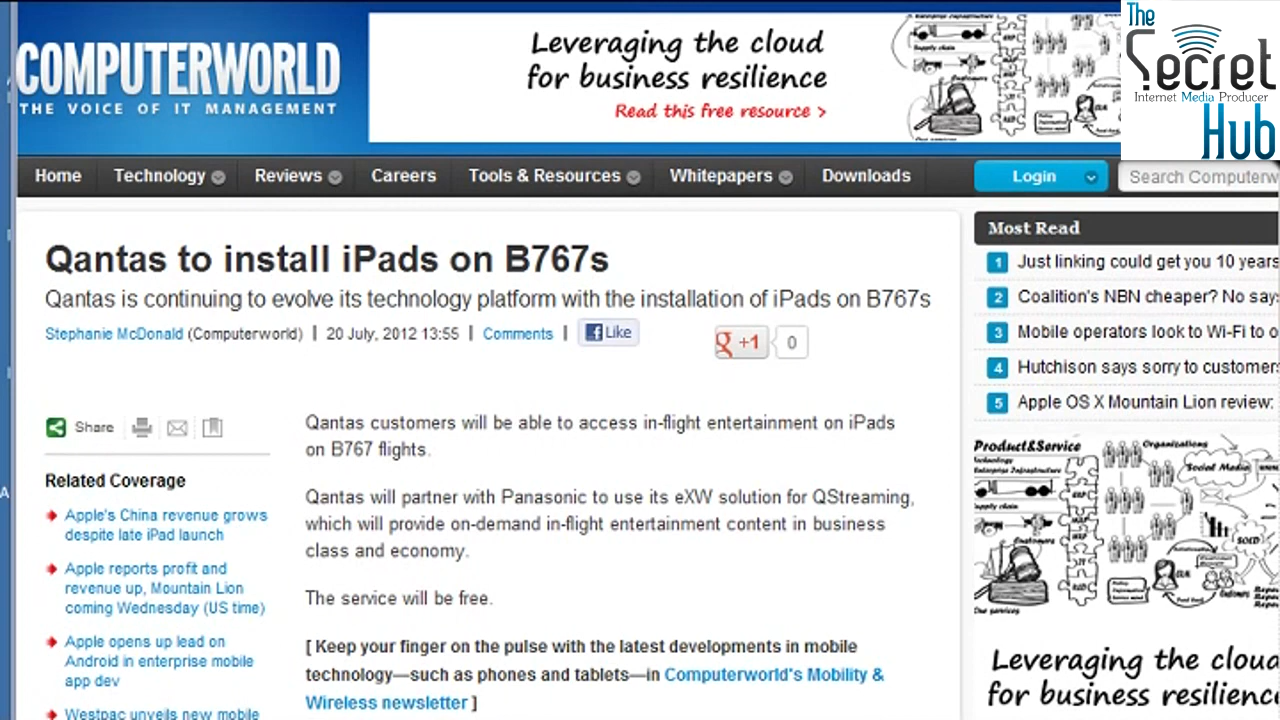 COMPUTERWORLD
THE VOICE OF IT MANAGEMENT
Leveraging the cloud
for business resilience
Read this free resource >
The
Secret
Internet Media Producer
Hub
Home
Technology
Reviews
Careers
Tools & Resources
Whitepapers
Downloads
Login
Search Computerw
Qantas to install iPads on B767s
Qantas is continuing to evolve its technology platform with the installation of iPads on B767s
Stephanie McDonald (Computerworld) | 20 July, 2012 13:55 | Comments | Like
+1 0
Share
Related Coverage
Apple's China revenue grows
despite late iPad launch
Apple reports profit and
revenue up, Mountain Lion
coming Wednesday (US time)
Apple opens up lead on
Android in enterprise mobile
app dev
Westpac unveils new mobile
Qantas customers will be able to access in-flight entertainment on iPads
on B767 flights.
Qantas will partner with Panasonic to use its eXW solution for QStreaming,
which will provide on-demand in-flight entertainment content in business
class and economy.
The service will be free.
[ Keep your finger on the pulse with the latest developments in mobile
technology—such as phones and tablets—in Computerworld's Mobility &
Wireless newsletter ]
Most Read
1 Just linking could get you 10 years
2 Coalition's NBN cheaper? No say
3 Mobile operators look to Wi-Fi to o
4 Hutchison says sorry to customer
5 Apple OS X Mountain Lion review:
Product&Service
Organizations
Technology
Enterprise Infrastructure
Social Media
Supply chain
Customers
Our services
Leveraging the cloud
for business resilienc